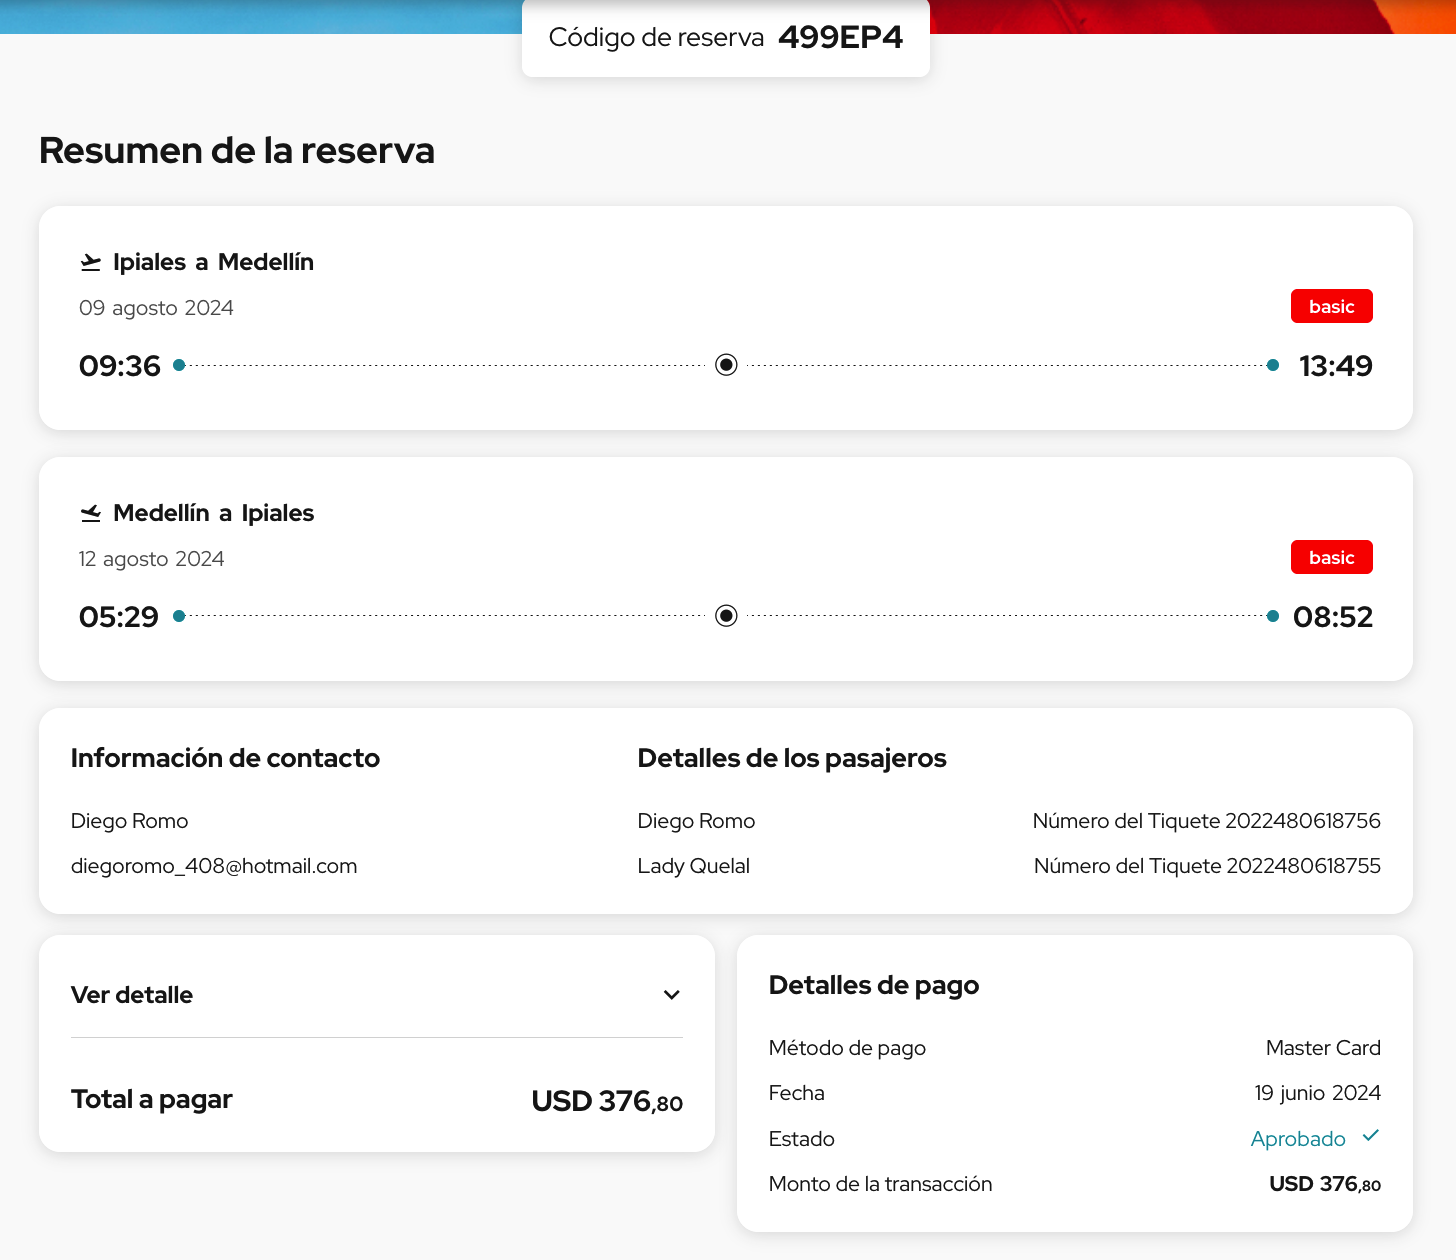 Código de reserva 499EP4
Resumen de la reserva
Ipiales a Medellín
09 agosto 2024
basic
09:36 13:49
Medellín a Ipiales
12 agosto 2024
basic
05:29 08:52
Información de contacto
Diego Romo
diegoromo_408@hotmail.com
Detalles de los pasajeros
Diego Romo Número del Tiquete 2022480618756
Lady Quelal Número del Tiquete 2022480618755
Ver detalle
Total a pagar USD 376,80
Detalles de pago
Método de pago Master Card
Fecha 19 junio 2024
Estado Aprobado
Monto de la transacción USD 376,80